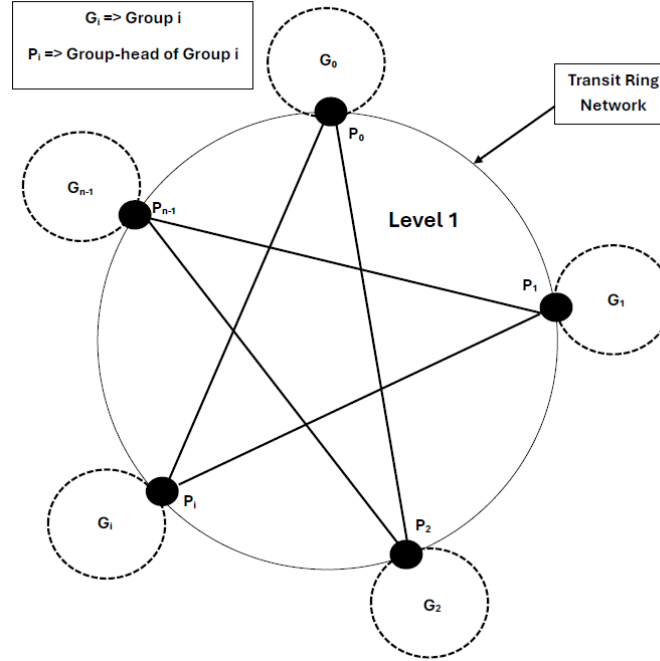 Gᵢ => Group i
Pᵢ => Group-head of Group i
G₀
Transit Ring
Network
P₀
Gₙ₋₁
Pₙ₋₁
Level 1
P₁
G₁
Pᵢ
Gᵢ
P₂
G₂